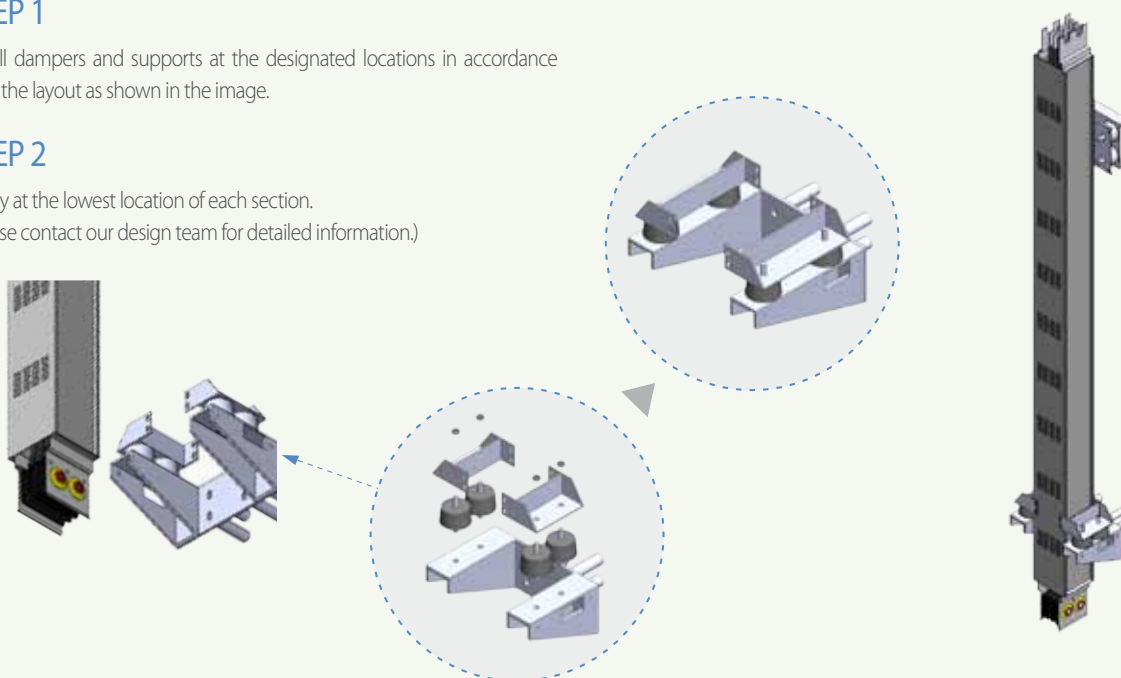 EP 1
ll dampers and supports at the designated locations in accordance
the layout as shown in the image.
EP 2
y at the lowest location of each section.
se contact our design team for detailed information.)